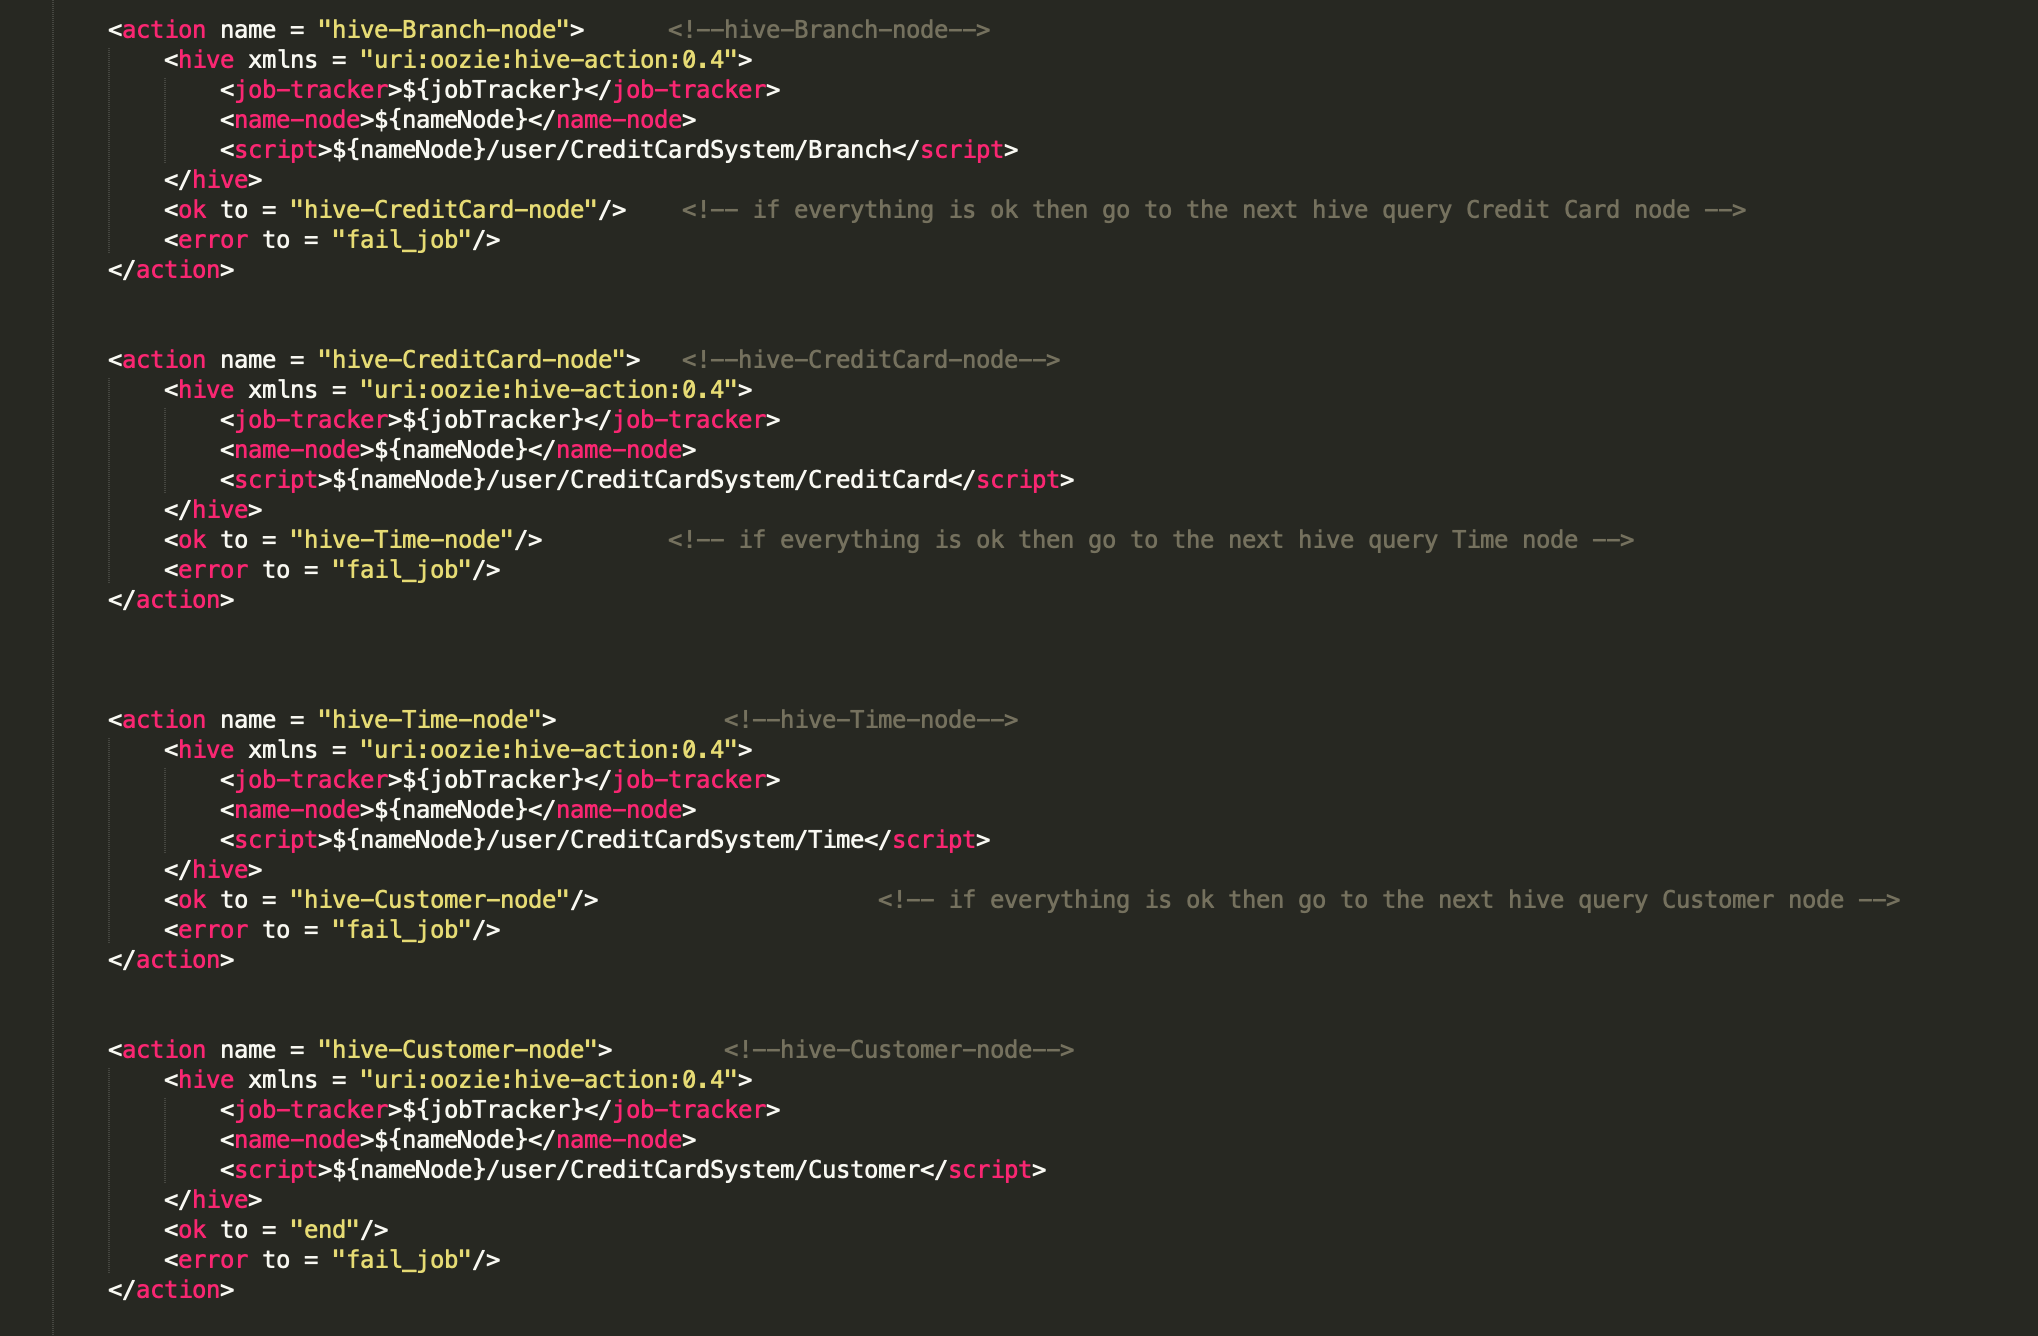 <action name = "hive-Branch-node">      <!--hive-Branch-node-->
    <hive xmlns = "uri:oozie:hive-action:0.4">
        <job-tracker>${jobTracker}</job-tracker>
        <name-node>${nameNode}</name-node>
        <script>${nameNode}/user/CreditCardSystem/Branch</script>
    </hive>
    <ok to = "hive-CreditCard-node"/>    <!-- if everything is ok then go to the next hive query Credit Card node -->
    <error to = "fail_job"/>
</action>
<action name = "hive-CreditCard-node">   <!--hive-CreditCard-node-->
    <hive xmlns = "uri:oozie:hive-action:0.4">
        <job-tracker>${jobTracker}</job-tracker>
        <name-node>${nameNode}</name-node>
        <script>${nameNode}/user/CreditCardSystem/CreditCard</script>
    </hive>
    <ok to = "hive-Time-node"/>         <!-- if everything is ok then go to the next hive query Time node -->
    <error to = "fail_job"/>
</action>
<action name = "hive-Time-node">            <!--hive-Time-node-->
    <hive xmlns = "uri:oozie:hive-action:0.4">
        <job-tracker>${jobTracker}</job-tracker>
        <name-node>${nameNode}</name-node>
        <script>${nameNode}/user/CreditCardSystem/Time</script>
    </hive>
    <ok to = "hive-Customer-node"/>                    <!-- if everything is ok then go to the next hive query Customer node -->
    <error to = "fail_job"/>
</action>
<action name = "hive-Customer-node">        <!--hive-Customer-node-->
    <hive xmlns = "uri:oozie:hive-action:0.4">
        <job-tracker>${jobTracker}</job-tracker>
        <name-node>${nameNode}</name-node>
        <script>${nameNode}/user/CreditCardSystem/Customer</script>
    </hive>
    <ok to = "end"/>
    <error to = "fail_job"/>
</action>